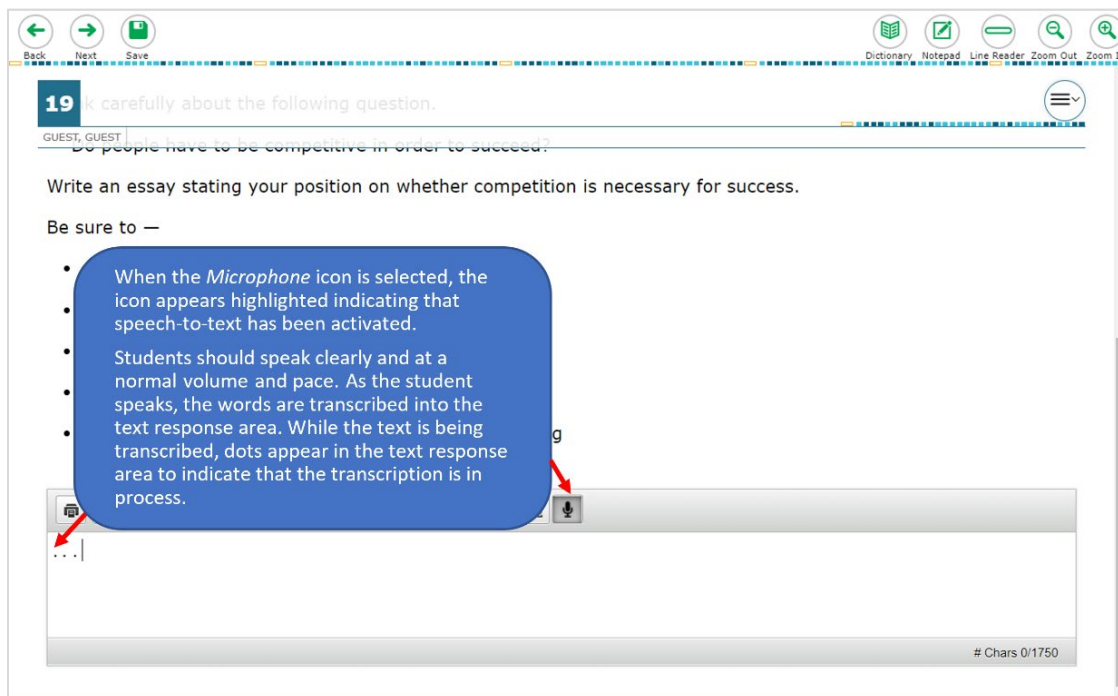 Back Next Save Dictionary Notepad Line Reader Zoom Out Zoom
19 k carefully about the following question.
GUEST, GUEST
Do people have to be competitive in order to succeed?
Write an essay stating your position on whether competition is necessary for success.
Be sure to —
When the Microphone icon is selected, the
icon appears highlighted indicating that
speech-to-text has been activated.
Students should speak clearly and at a
normal volume and pace. As the student
speaks, the words are transcribed into the
text response area. While the text is being
g
transcribed, dots appear in the text response
area to indicate that the transcription is in
process.
...
# Chars 0/1750